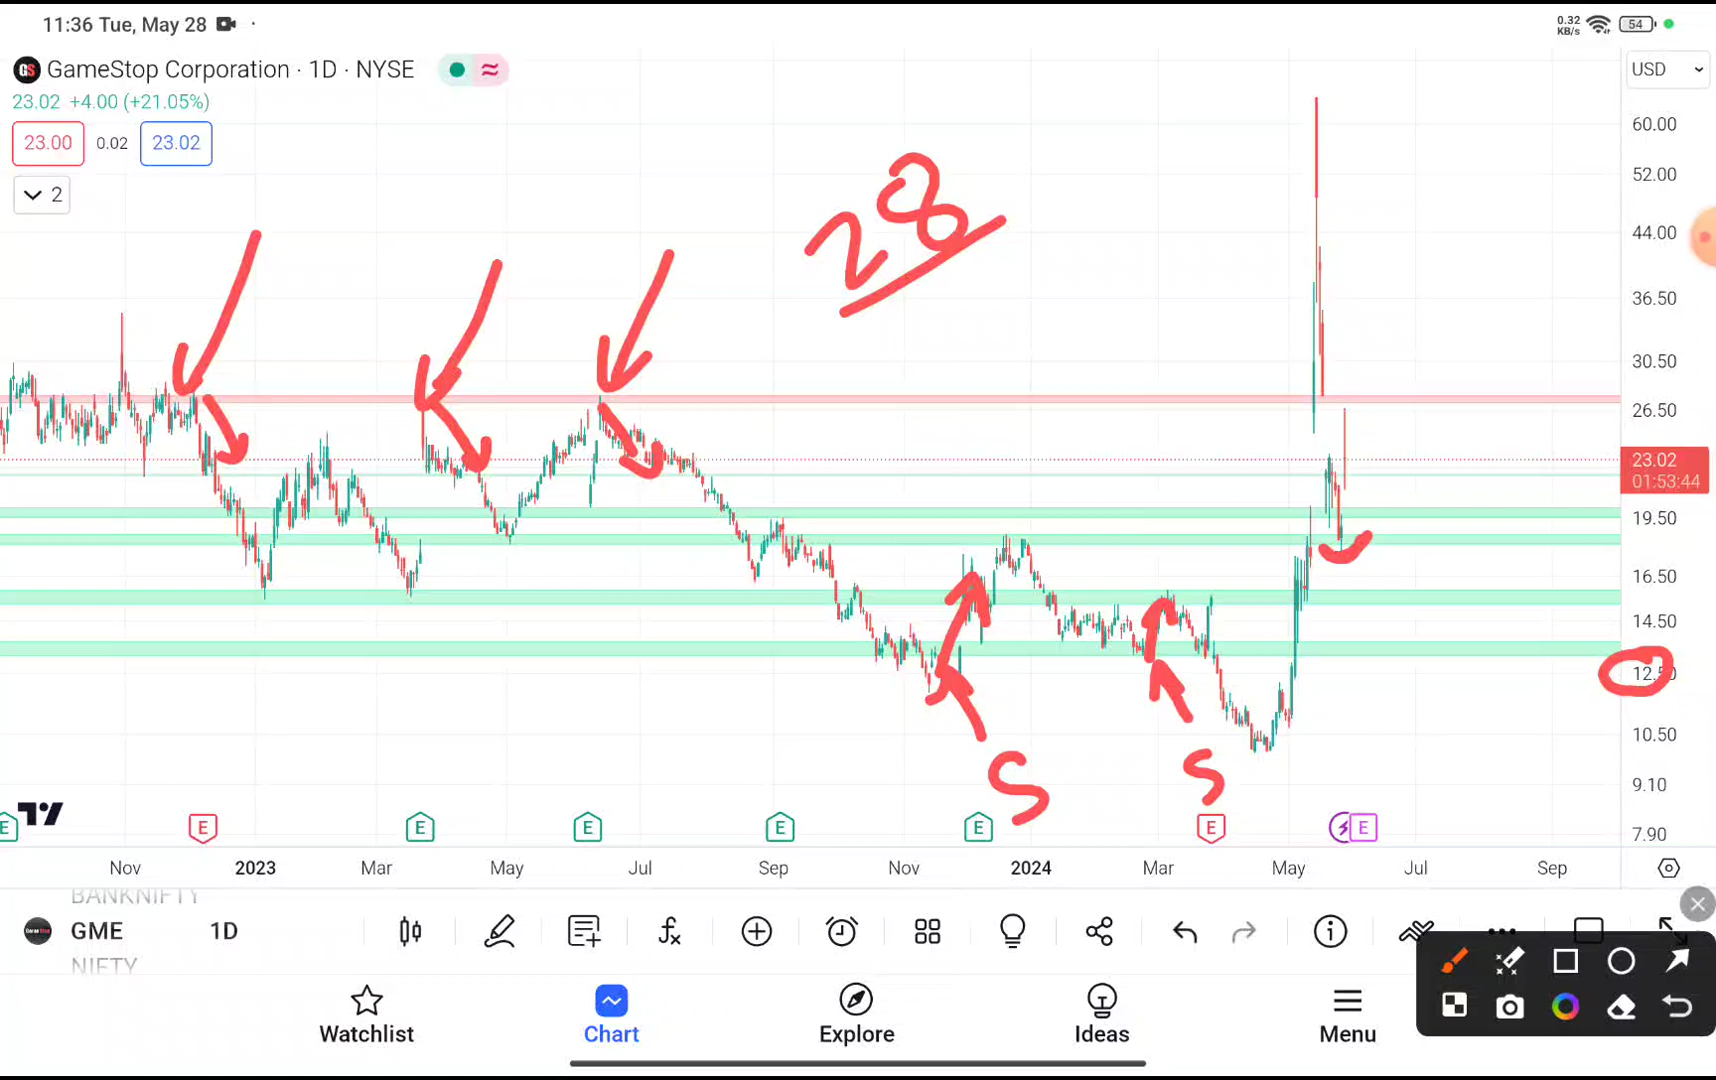 11:36 Tue, May 28
0.32
KB/s
54
GS GameStop Corporation · 1D · NYSE
USD
23.02 +4.00 (+21.05%)
23.00 0.02 23.02
2
28
60.00
52.00
44.00
36.50
30.50
26.50
23.02
01:53:44
19.50
16.50
14.50
12.50
10.50
9.10
7.90
S
S
E E E E E E E E
Nov 2023 Mar May Jul Sep Nov 2024 Mar May Jul Sep
BANKNIFTY
GME 1D
NIFTY
Watchlist Chart Explore Ideas Menu